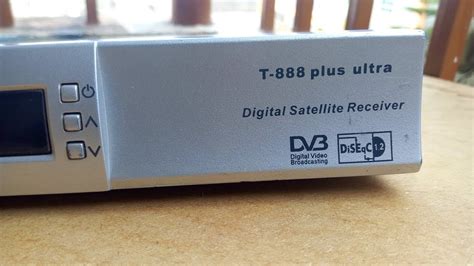 T-888 plus ultra
Digital Satellite Receiver
DVB
Digital Video
Broadcasting
DiSEqC 1.2